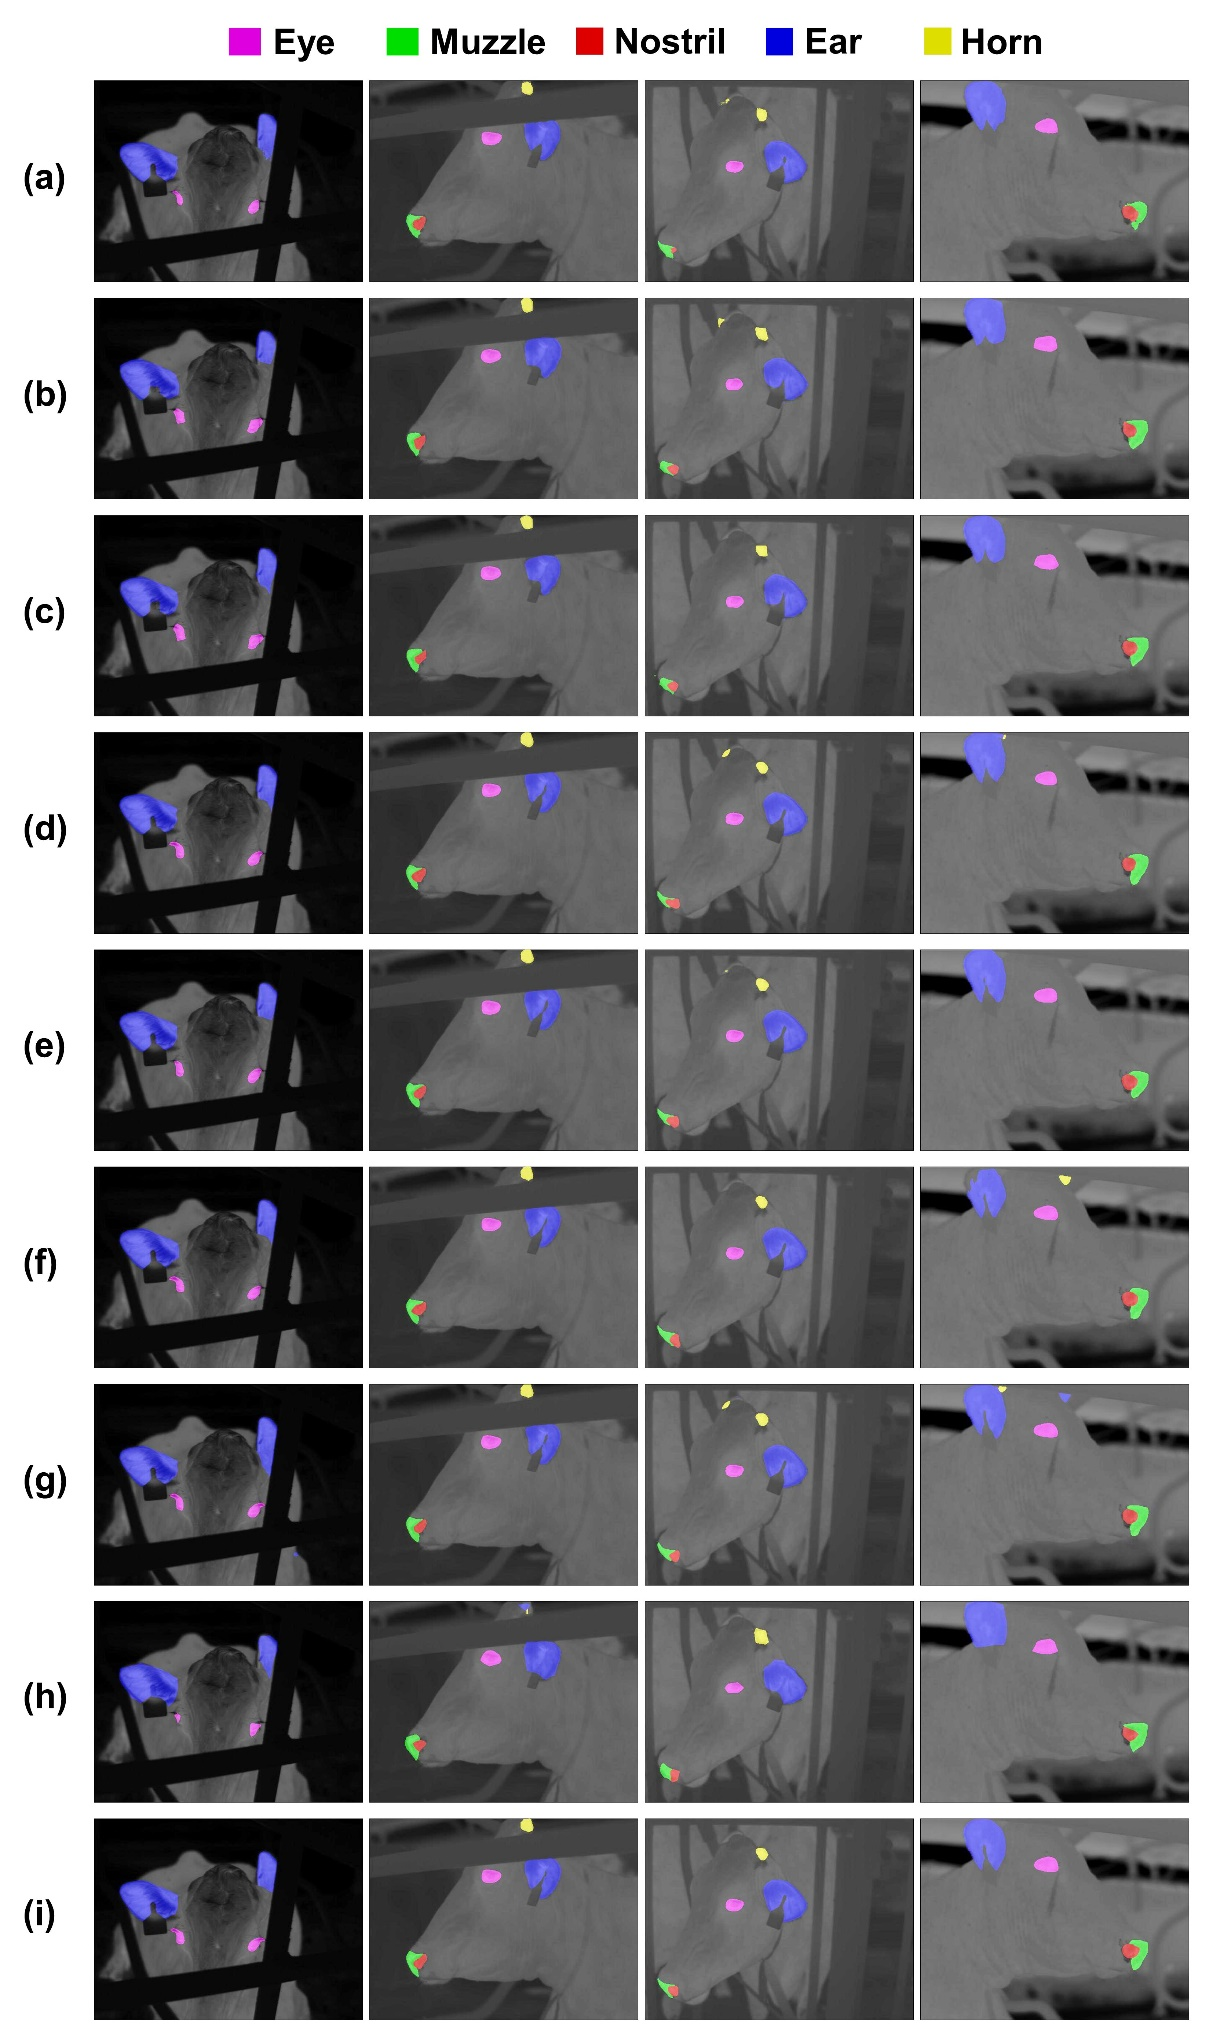 Eye Muzzle Nostril Ear Horn
(a)
(b)
(c)
(d)
(e)
(f)
(g)
(h)
(i)